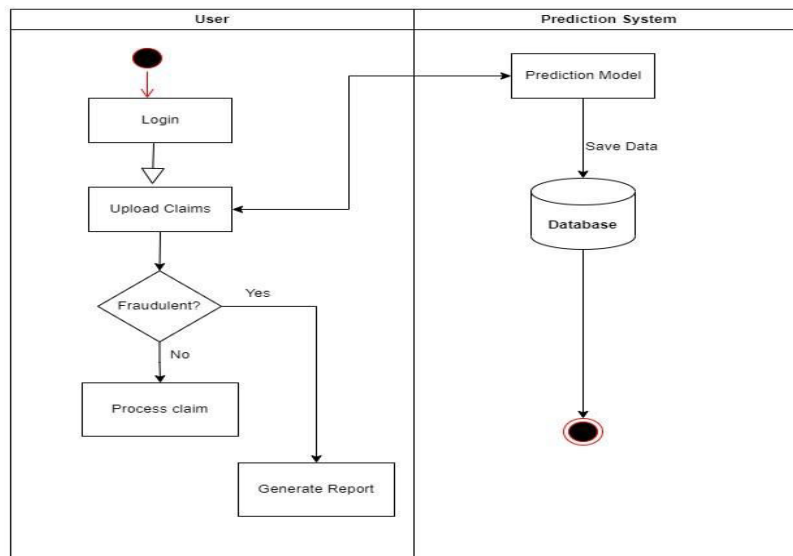 User
Prediction System
Prediction Model
Login
Save Data
Upload Claims
Database
Fraudulent?
Yes
No
Process claim
Generate Report